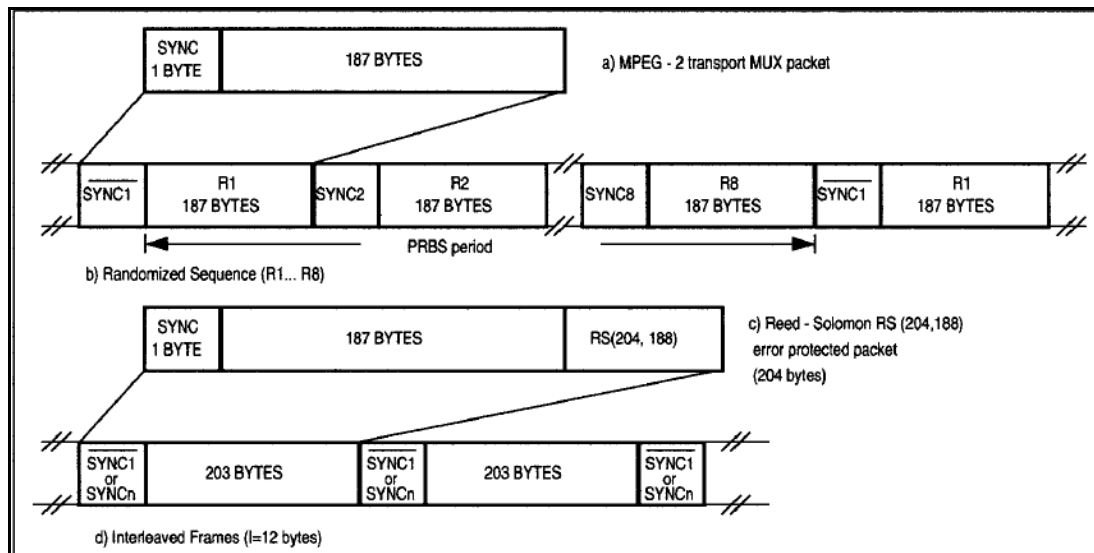 SYNC
1 BYTE
187 BYTES
a) MPEG - 2 transport MUX packet
SYNC1
R1
187 BYTES
SYNC2
R2
187 BYTES
SYNC8
R8
187 BYTES
SYNC1
R1
187 BYTES
PRBS period
b) Randomized Sequence (R1... R8)
SYNC
1 BYTE
187 BYTES
RS(204, 188)
c) Reed - Solomon RS (204,188)
error protected packet
(204 bytes)
SYNC1
or
SYNCn
203 BYTES
SYNC1
or
SYNCn
203 BYTES
SYNC1
or
SYNCn
d) Interleaved Frames (I=12 bytes)